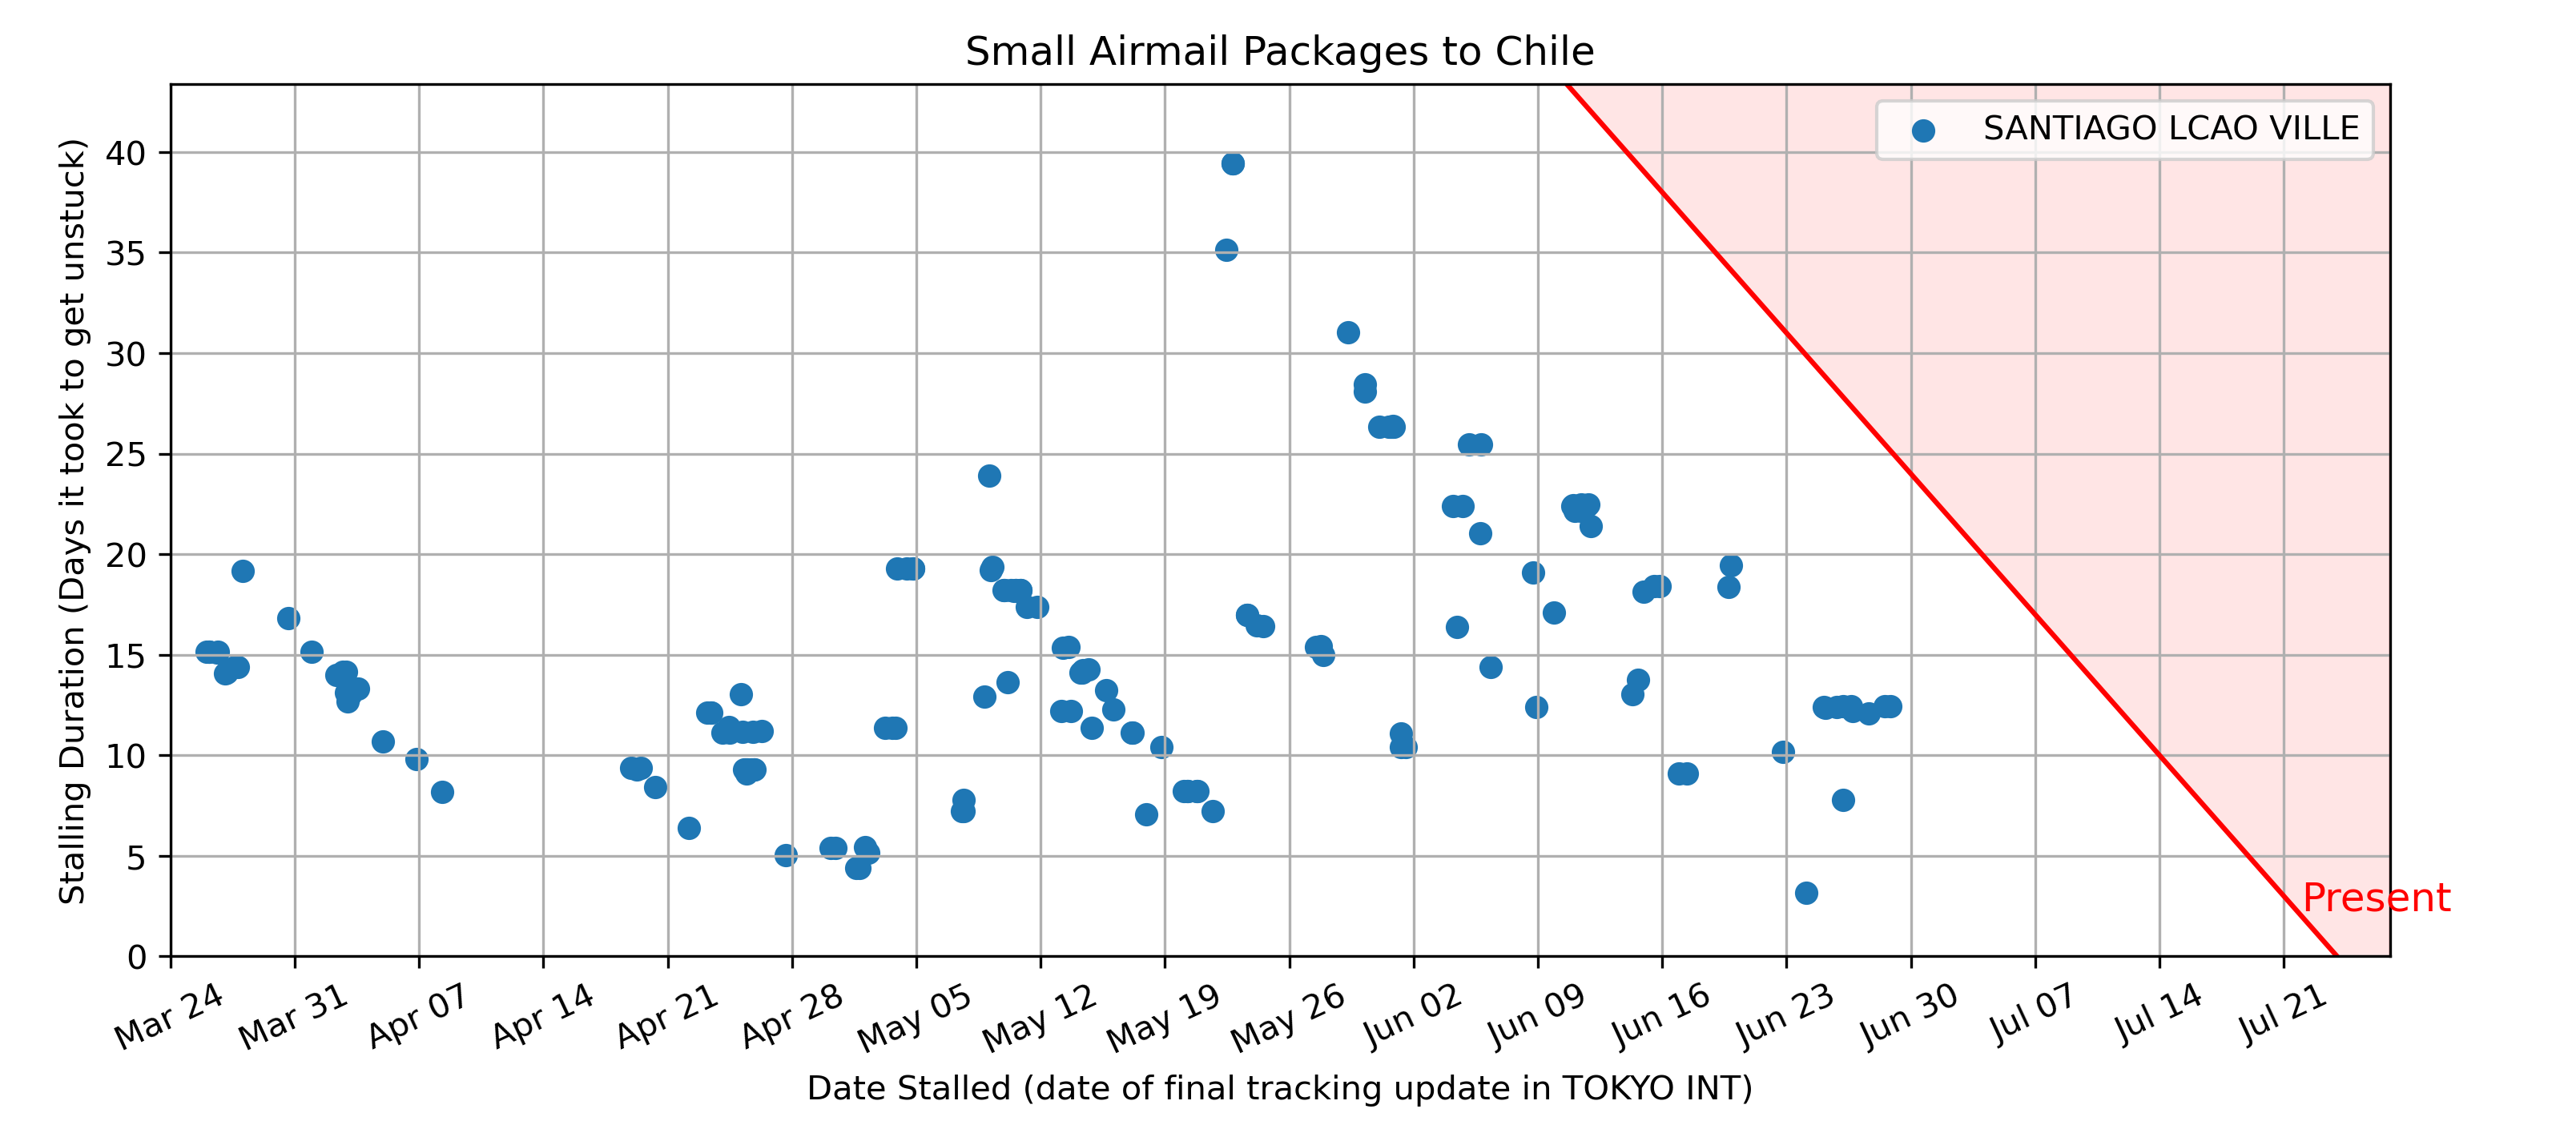 Small Airmail Packages to Chile
SANTIAGO LCAO VILLE
Stalling Duration (Days it took to get unstuck)
40
35
30
25
20
15
10
5
0
Present
Mar 24
Mar 31
Apr 07
Apr 14
Apr 21
Apr 28
May 05
May 12
May 19
May 26
Jun 02
Jun 09
Jun 16
Jun 23
Jun 30
Jul 07
Jul 14
Jul 21
Date Stalled (date of final tracking update in TOKYO INT)